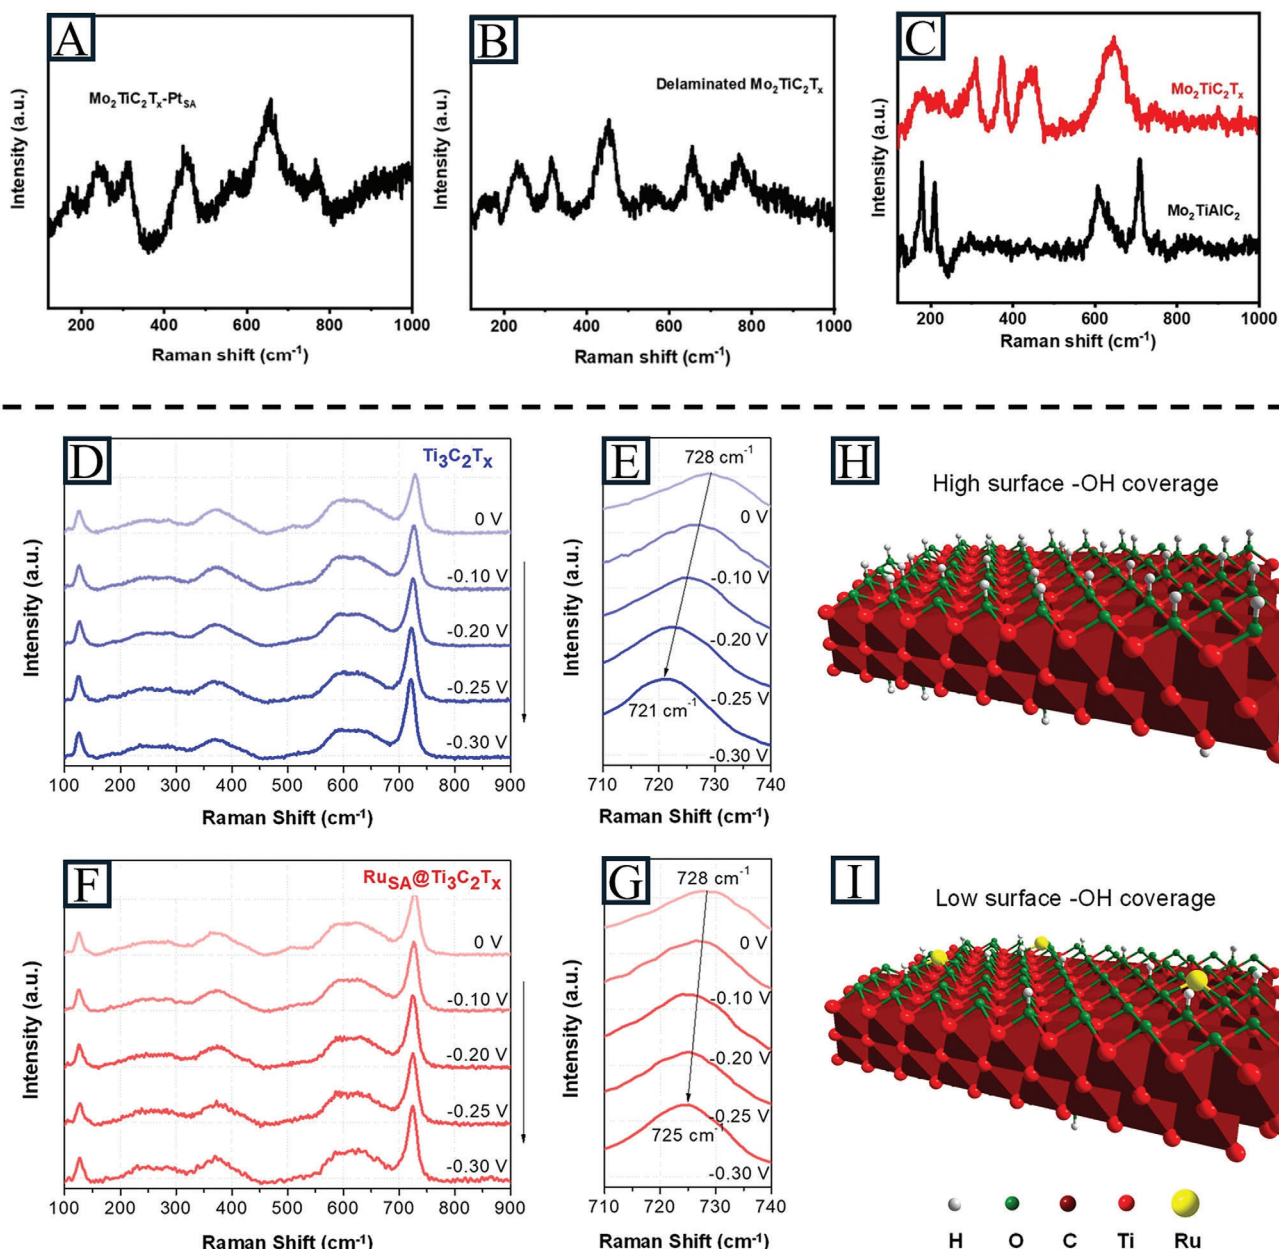 A
Mo₂TiC₂Tₓ-Pt_SA
Intensity (a.u.)
200 400 600 800 1000
Raman shift (cm⁻¹)
B
Delaminated Mo₂TiC₂Tₓ
Intensity (a.u.)
200 400 600 800 1000
Raman shift (cm⁻¹)
C
Mo₂TiC₂Tₓ
Mo₂TiAlC₂
Intensity (a.u.)
200 400 600 800 1000
Raman shift (cm⁻¹)
D
Ti₃C₂Tₓ
0 V
-0.10 V
-0.20 V
-0.25 V
-0.30 V
Intensity (a.u.)
100 200 300 400 500 600 700 800 900
Raman Shift (cm⁻¹)
E
728 cm⁻¹
0 V
-0.10 V
-0.20 V
-0.25 V
721 cm⁻¹
-0.30 V
Intensity (a.u.)
710 720 730 740
Raman Shift (cm⁻¹)
H
High surface -OH coverage
F
Ru_SA@Ti₃C₂Tₓ
0 V
-0.10 V
-0.20 V
-0.25 V
-0.30 V
Intensity (a.u.)
100 200 300 400 500 600 700 800 900
Raman Shift (cm⁻¹)
G
728 cm⁻¹
0 V
-0.10 V
-0.20 V
-0.25 V
725 cm⁻¹
-0.30 V
Intensity (a.u.)
710 720 730 740
Raman Shift (cm⁻¹)
I
Low surface -OH coverage
H O C Ti Ru